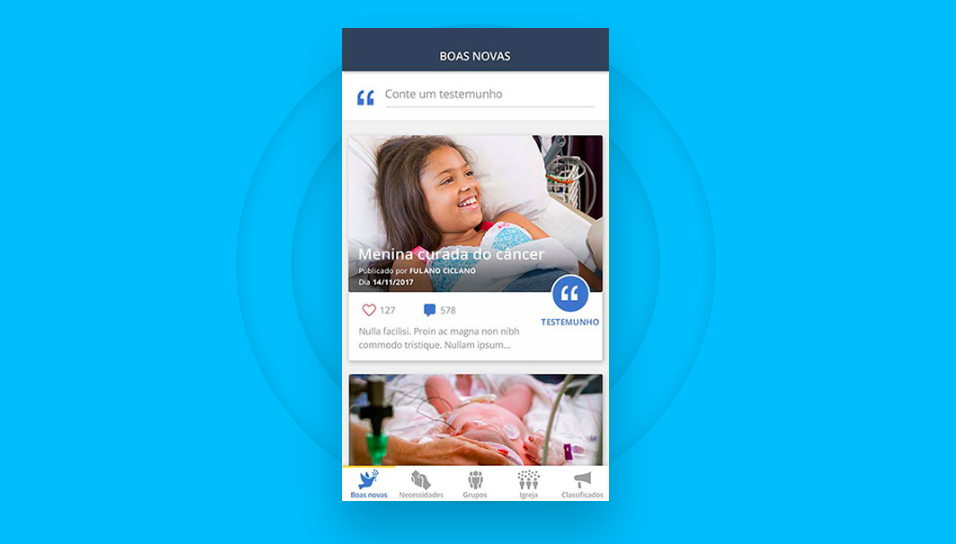 BOAS NOVAS
Conte um testemunho
Menina curada do câncer
Publicado por FULANO CICLANO
Dia 14/11/2017
127 578
TESTEMUNHO
Nulla facilisi. Proin ac magna non nibh
commodo tristique. Nullam ipsum...
Boas novas Necessidades Grupos Igreja Classificados